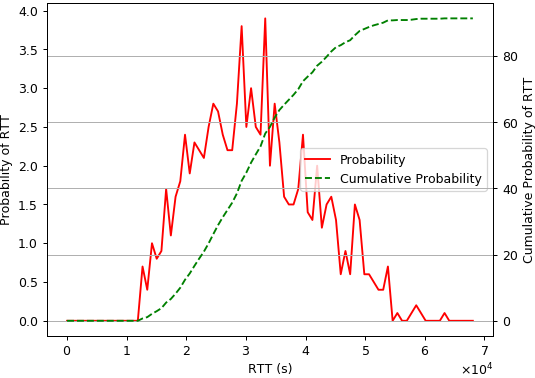 4.0
3.5
3.0
2.5
2.0
1.5
1.0
0.5
0.0
Probability of RTT
80
60
40
20
0
Cumulative Probability of RTT
Probability
Cumulative Probability
0 1 2 3 4 5 6 7
RTT (s)
×10⁴